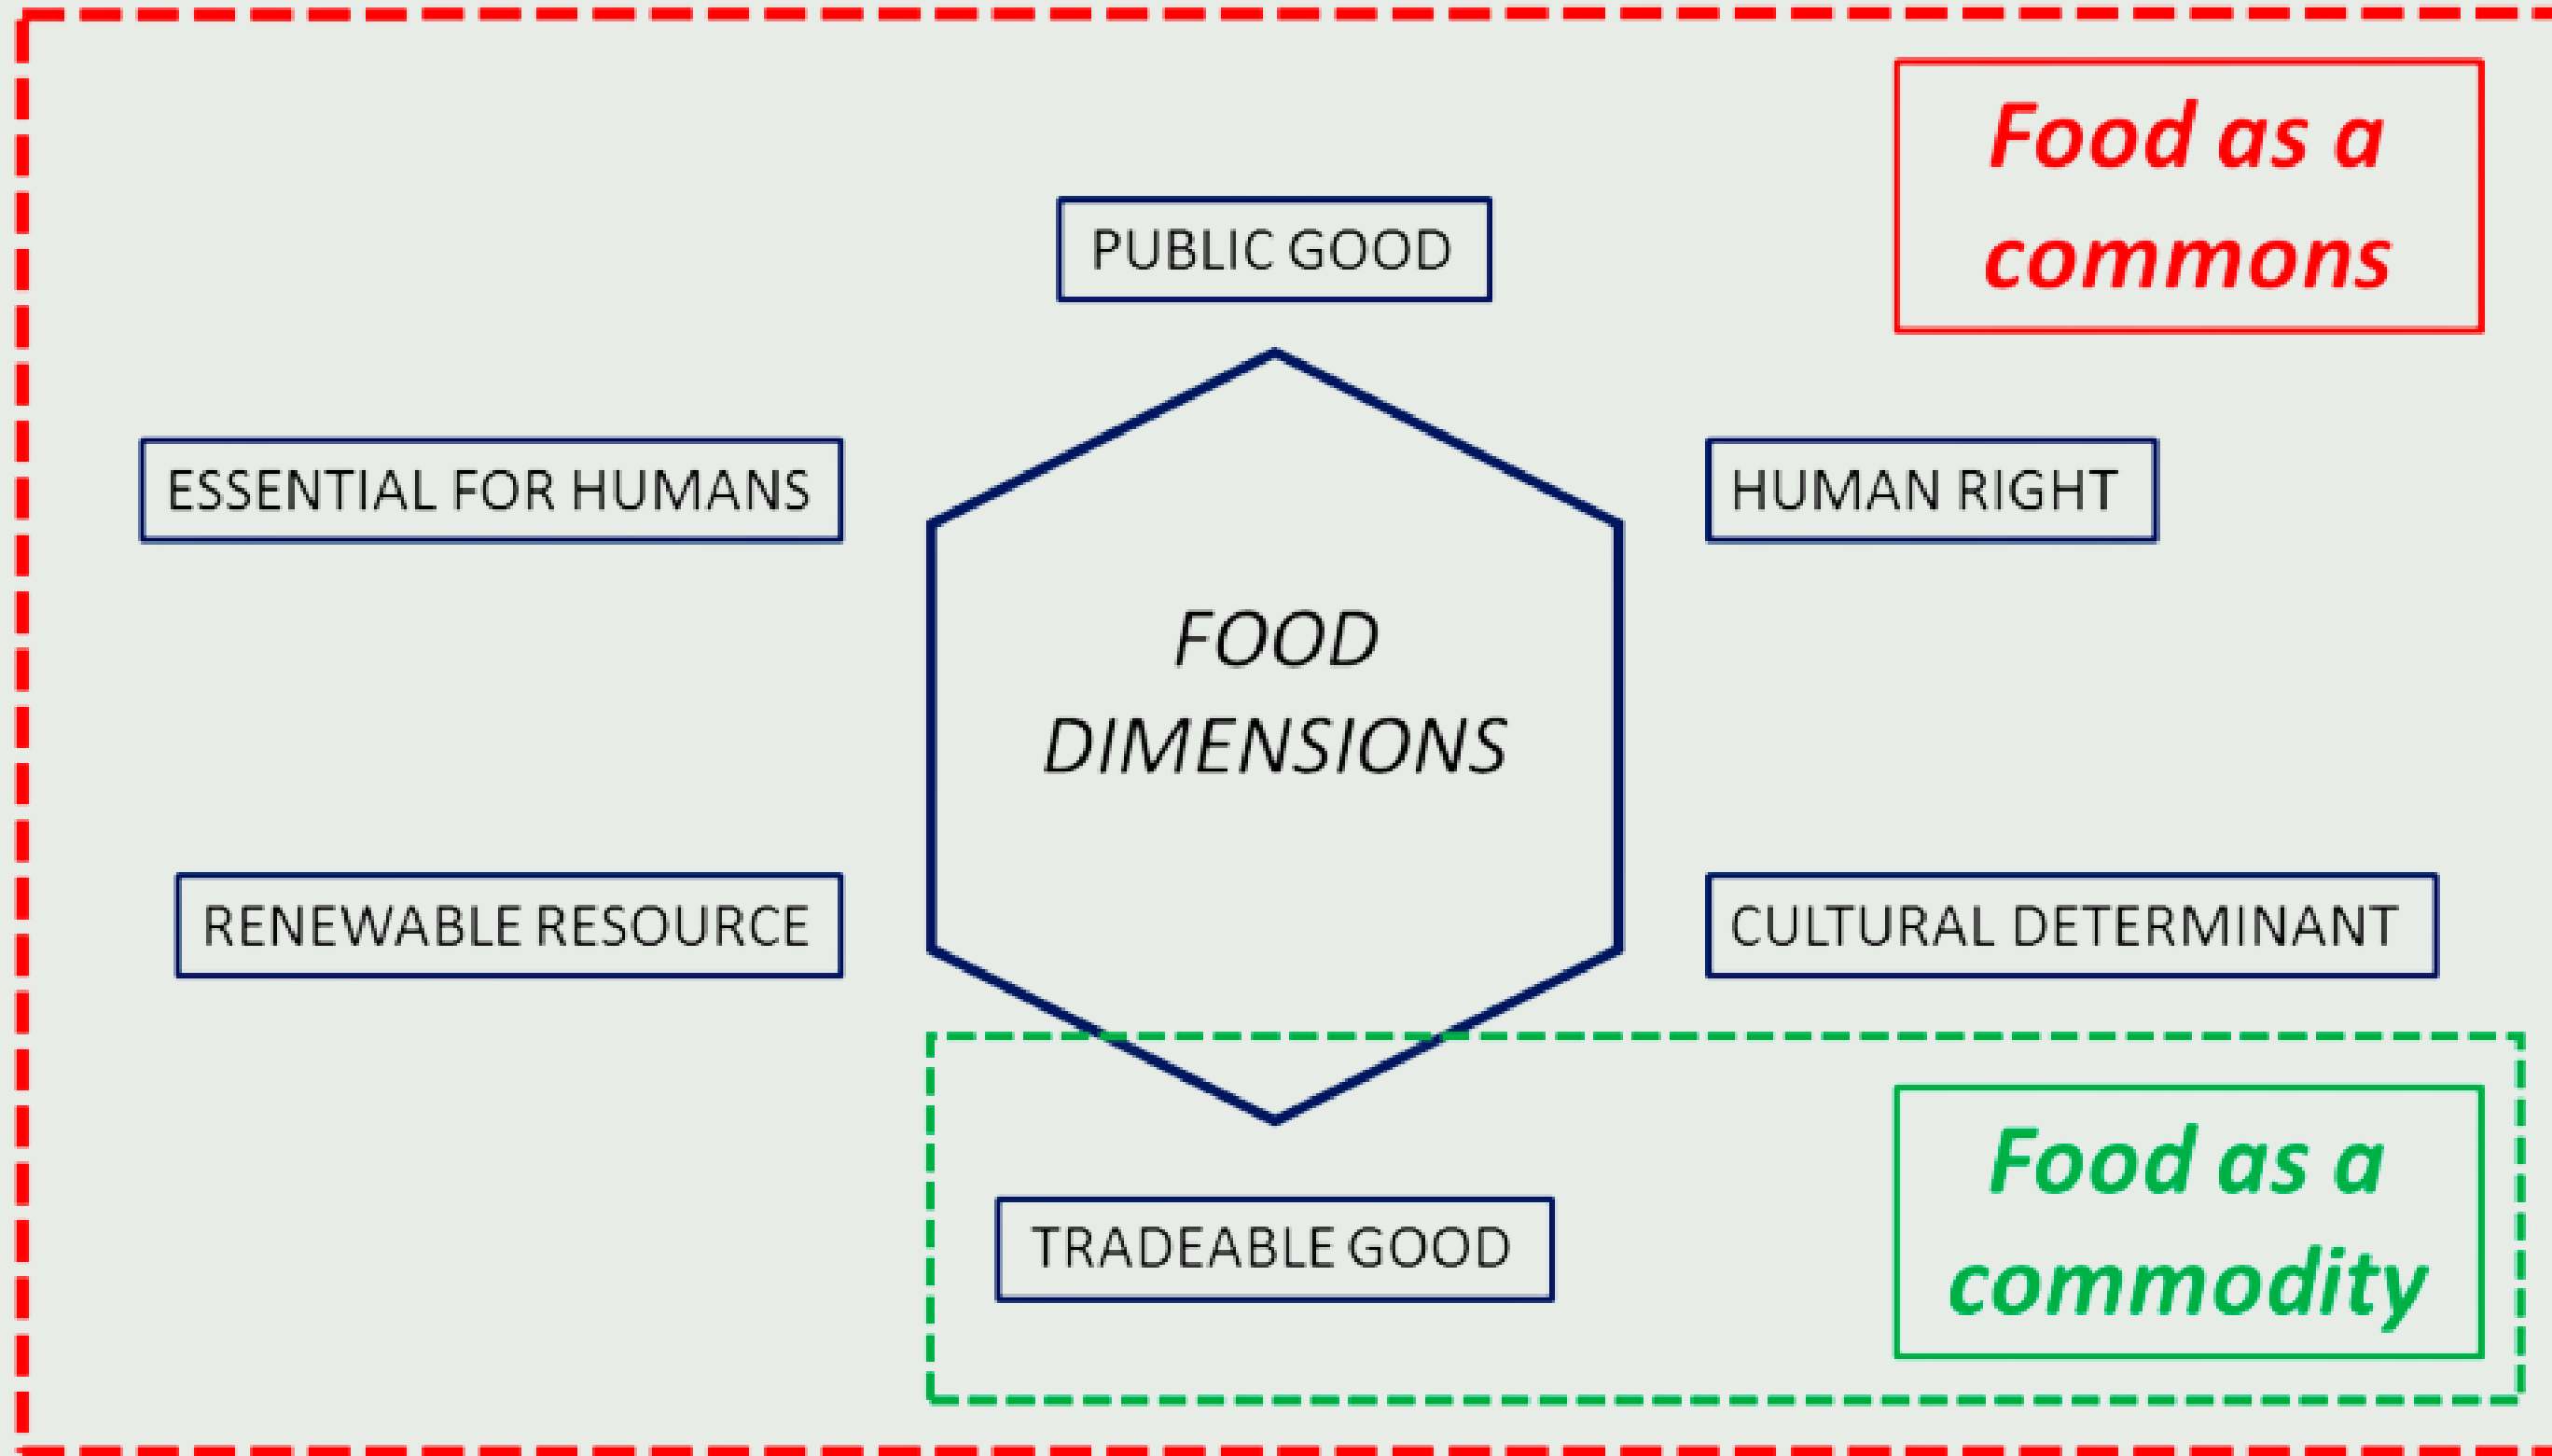 Food as a
commons
PUBLIC GOOD
ESSENTIAL FOR HUMANS
HUMAN RIGHT
FOOD
DIMENSIONS
RENEWABLE RESOURCE
CULTURAL DETERMINANT
TRADEABLE GOOD
Food as a
commodity